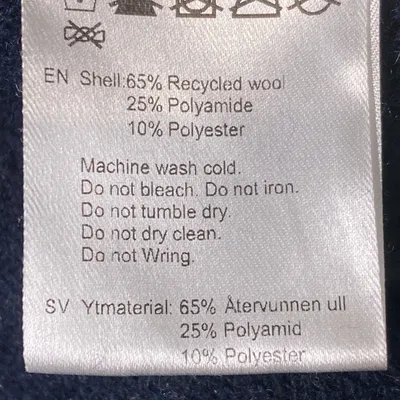 EN Shell:65% Recycled wool
25% Polyamide
10% Polyester
Machine wash cold.
Do not bleach. Do not iron.
Do not tumble dry.
Do not dry clean.
Do not Wring.
SV Ytmaterial: 65% Återvunnen ull
25% Polyamid
10% Polyester